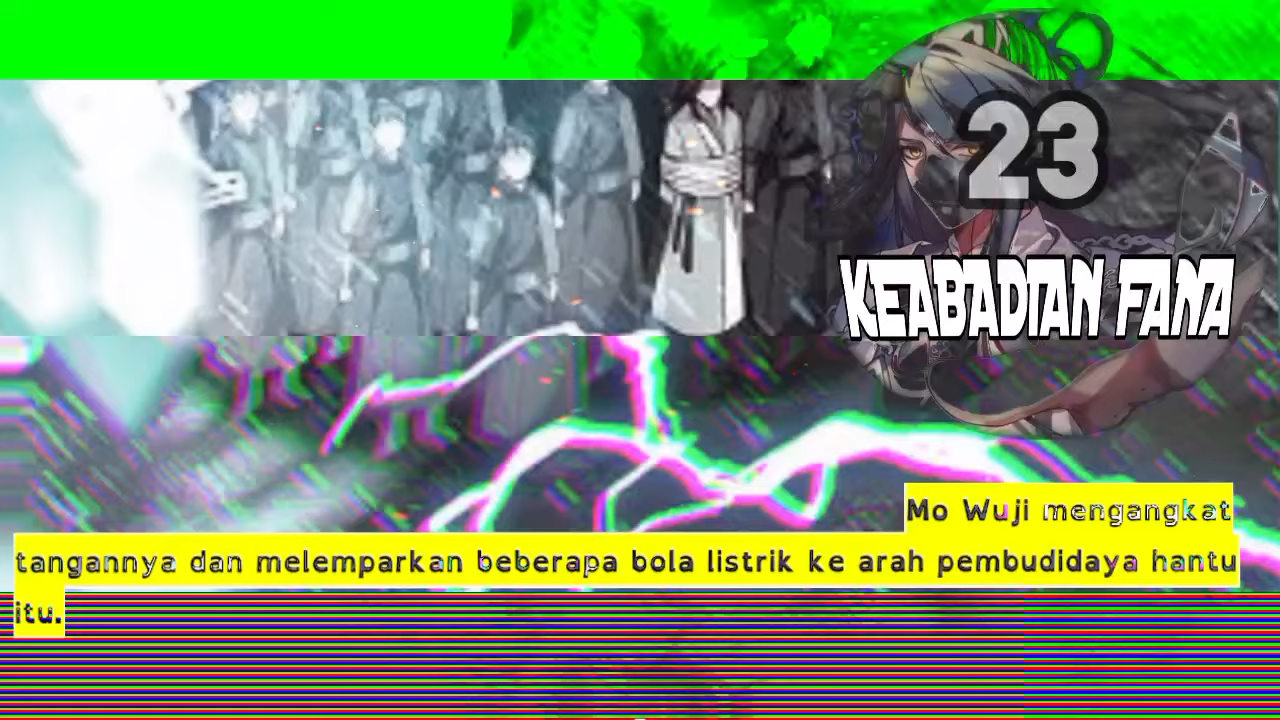 23
KEABADIAN FANA
Mo Wuji mengangkat
tangannya dan melemparkan beberapa bola listrik ke arah pembudidaya hantu
itu.